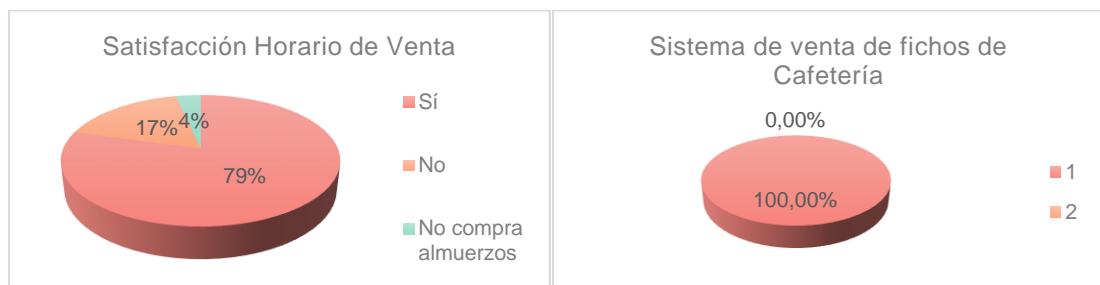 Satisfacción Horario de Venta
Sí
No
No compra
almuerzos
17%
4%
79%
Sistema de venta de fichos de
Cafetería
0,00%
100,00%
1
2